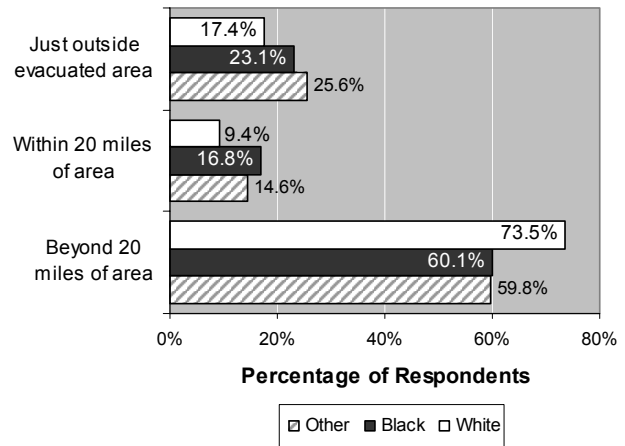 Just outside
evacuated area
17.4%
23.1%
25.6%
Within 20 miles
of area
9.4%
16.8%
14.6%
Beyond 20
miles of area
73.5%
60.1%
59.8%
0% 20% 40% 60% 80%
Percentage of Respondents
Other Black White